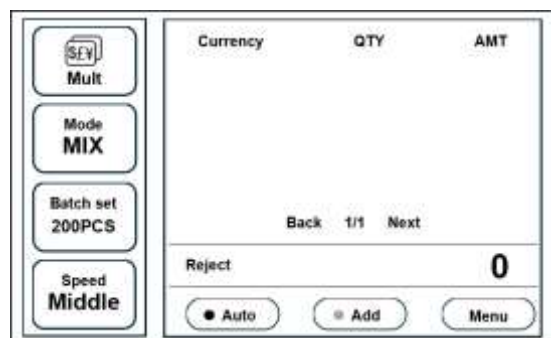 S£¥
Mult
Mode
MIX
Batch set
200PCS
Speed
Middle
Currency QTY AMT
Back 1/1 Next
Reject 0
Auto Add Menu